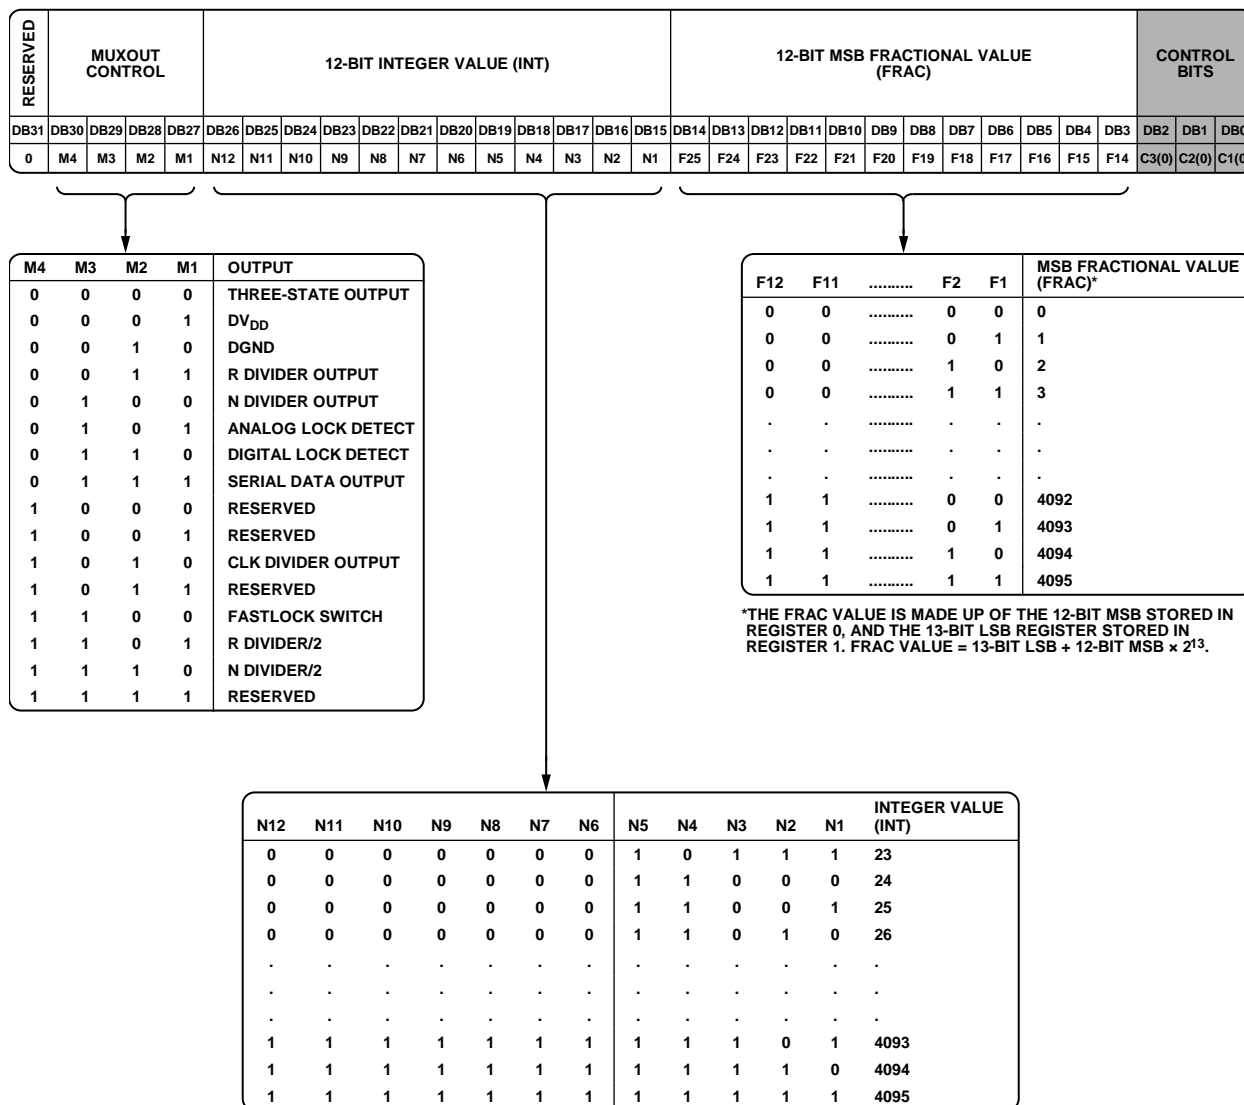 RESERVED
MUXOUT
CONTROL
12-BIT INTEGER VALUE (INT)
12-BIT MSB FRACTIONAL VALUE
(FRAC)
CONTROL
BITS
DB31 DB30 DB29 DB28 DB27 DB26 DB25 DB24 DB23 DB22 DB21 DB20 DB19 DB18 DB17 DB16 DB15 DB14 DB13 DB12 DB11 DB10 DB9 DB8 DB7 DB6 DB5 DB4 DB3 DB2 DB1 DB0
0 M4 M3 M2 M1 N12 N11 N10 N9 N8 N7 N6 N5 N4 N3 N2 N1 F25 F24 F23 F22 F21 F20 F19 F18 F17 F16 F15 F14 C3(0) C2(0) C1(0
M4 M3 M2 M1 OUTPUT
0 0 0 0 THREE-STATE OUTPUT
0 0 0 1 DVDD
0 0 1 0 DGND
0 0 1 1 R DIVIDER OUTPUT
0 1 0 0 N DIVIDER OUTPUT
0 1 0 1 ANALOG LOCK DETECT
0 1 1 0 DIGITAL LOCK DETECT
0 1 1 1 SERIAL DATA OUTPUT
1 0 0 0 RESERVED
1 0 0 1 RESERVED
1 0 1 0 CLK DIVIDER OUTPUT
1 0 1 1 RESERVED
1 1 0 0 FASTLOCK SWITCH
1 1 0 1 R DIVIDER/2
1 1 1 0 N DIVIDER/2
1 1 1 1 RESERVED
F12 F11 .......... F2 F1 MSB FRACTIONAL VALUE
(FRAC)*
0 0 .......... 0 0 0
0 0 .......... 0 1 1
0 0 .......... 1 0 2
0 0 .......... 1 1 3
. . .......... . . .
. . .......... . . .
. . .......... . . .
1 1 .......... 0 0 4092
1 1 .......... 0 1 4093
1 1 .......... 1 0 4094
1 1 .......... 1 1 4095
*THE FRAC VALUE IS MADE UP OF THE 12-BIT MSB STORED IN
REGISTER 0, AND THE 13-BIT LSB REGISTER STORED IN
REGISTER 1. FRAC VALUE = 13-BIT LSB + 12-BIT MSB × 2¹³.
N12 N11 N10 N9 N8 N7 N6 N5 N4 N3 N2 N1 INTEGER VALUE
(INT)
0 0 0 0 0 0 0 1 0 1 1 1 23
0 0 0 0 0 0 0 1 1 0 0 0 24
0 0 0 0 0 0 0 1 1 0 0 1 25
0 0 0 0 0 0 0 1 1 0 1 0 26
. . . . . . . . . . . . .
. . . . . . . . . . . . .
. . . . . . . . . . . . .
1 1 1 1 1 1 1 1 1 1 0 1 4093
1 1 1 1 1 1 1 1 1 1 1 0 4094
1 1 1 1 1 1 1 1 1 1 1 1 4095